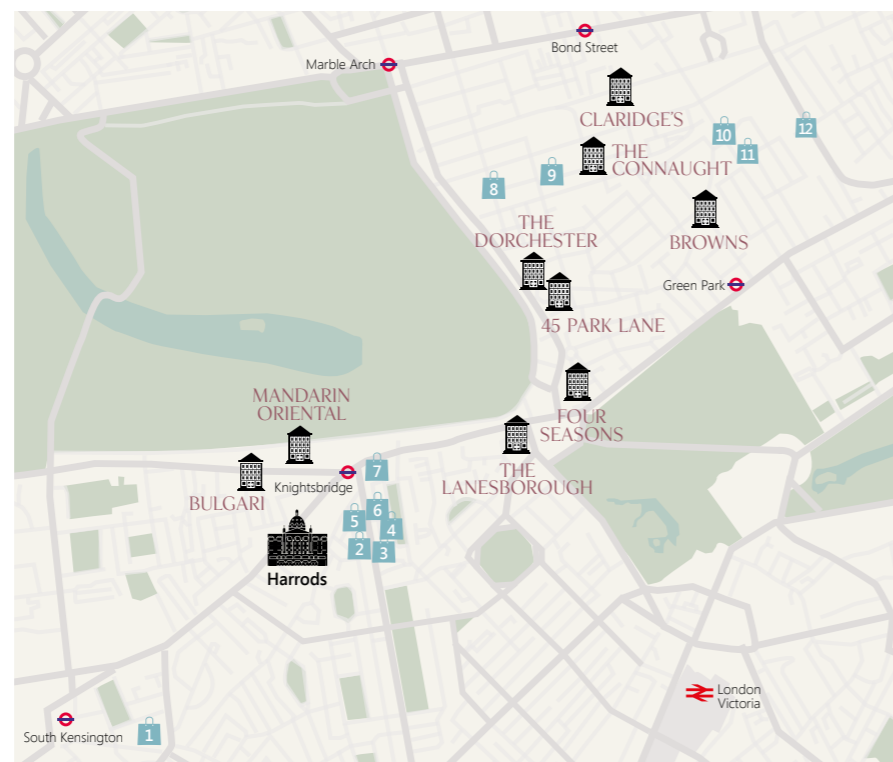 Bond Street
Marble Arch
CLARIDGE'S
10
12
11
THE
CONNAUGHT
9
8
THE
DORCHESTER
BROWNS
Green Park
45 PARK LANE
MANDARIN
ORIENTAL
FOUR
SEASONS
THE
LANESBOROUGH
7
Knightsbridge
BULGARI
6
5
4
2
3
Harrods
London
Victoria
South Kensington
1